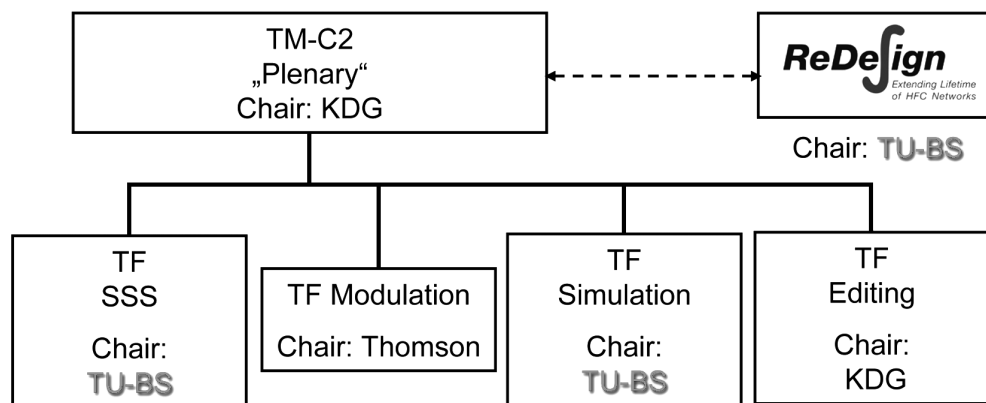 TM-C2
„Plenary“
Chair: KDG
ReDeſign
Extending Lifetime
of HFC Networks
Chair: TU-BS
TF
SSS
Chair:
TU-BS
TF Modulation
Chair: Thomson
TF
Simulation
Chair:
TU-BS
TF
Editing
Chair:
KDG